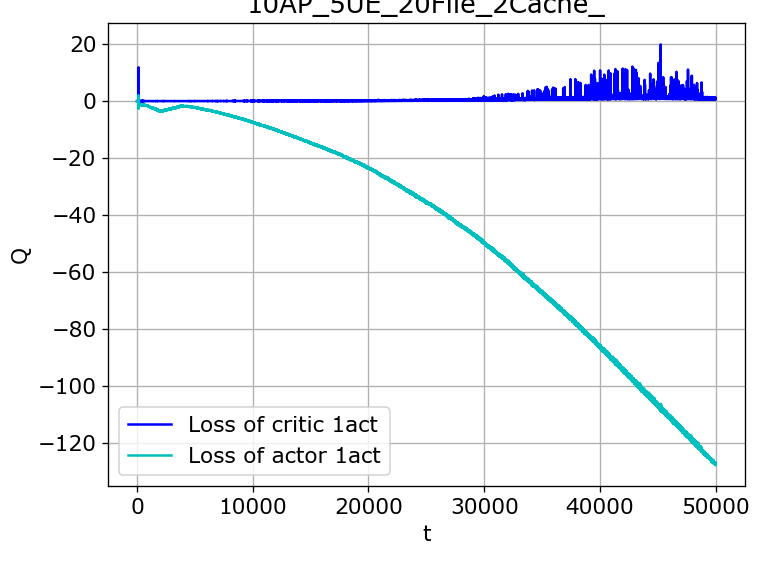 10AP_5UE_20File_2Cache_
20
0
−20
−40
−60
−80
−100
−120
Q
Loss of critic 1act
Loss of actor 1act
0 10000 20000 30000 40000 50000
t